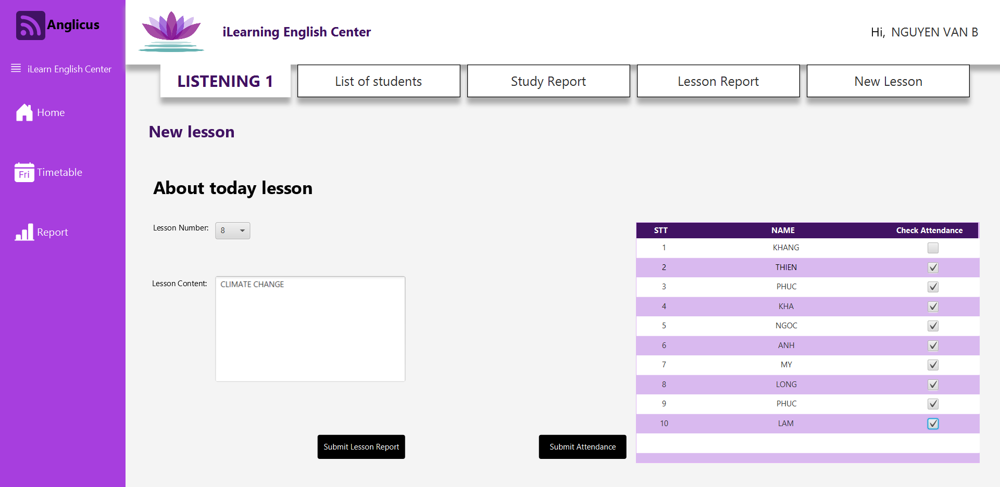 Anglicus
iLearn English Center
Home
Fri Timetable
Report
iLearning English Center
Hi, NGUYEN VAN B
LISTENING 1
List of students
Study Report
Lesson Report
New Lesson
New lesson
About today lesson
Lesson Number: 8
Lesson Content: CLIMATE CHANGE
Submit Lesson Report
Submit Attendance
STT NAME Check Attendance
1 KHANG
2 THIEN
3 PHUC
4 KHA
5 NGOC
6 ANH
7 MY
8 LONG
9 PHUC
10 LAM